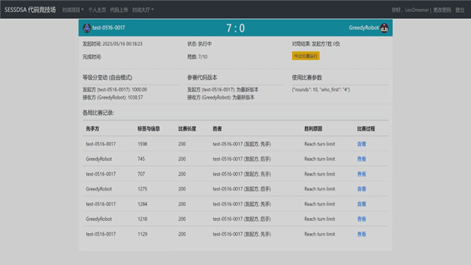 SESSDSA 代码竞技场 对战项目 个人主页 代码上传 对战大厅 你好, LeoDreamer | 更改密码 登出
test-0516-0017 7 : 0 GreedyRobot
发起时间: 2023/05/16 00:18:23 状态: 执行中 对局结果: 发起方7胜 0负
完成时间: 局数: 7/10
等级分变动 (自由模式) 参赛代码版本 使用比赛参数
发起方 (test-0516-0017): 1000.00 发起方 (test-0516-0017) 为最新版本 {"rounds": 10, "who_first": "4"}
接收方 (GreedyRobot): 1038.57 接收方 (GreedyRobot) 为最新版本
各局比赛记录:
先手方 标签与信息 比赛长度 胜者 胜利原因 比赛过程
test-0516-0017 1598 200 test-0516-0017 (发起方, 先手) Reach turn limit 查看
GreedyRobot 745 200 test-0516-0017 (发起方, 后手) Reach turn limit 查看
test-0516-0017 707 200 test-0516-0017 (发起方, 先手) Reach turn limit 查看
GreedyRobot 1275 200 test-0516-0017 (发起方, 后手) Reach turn limit 查看
test-0516-0017 1284 200 test-0516-0017 (发起方, 先手) Reach turn limit 查看
GreedyRobot 1218 200 test-0516-0017 (发起方, 后手) Reach turn limit 查看
test-0516-0017 1129 200 test-0516-0017 (发起方, 先手) Reach turn limit 查看